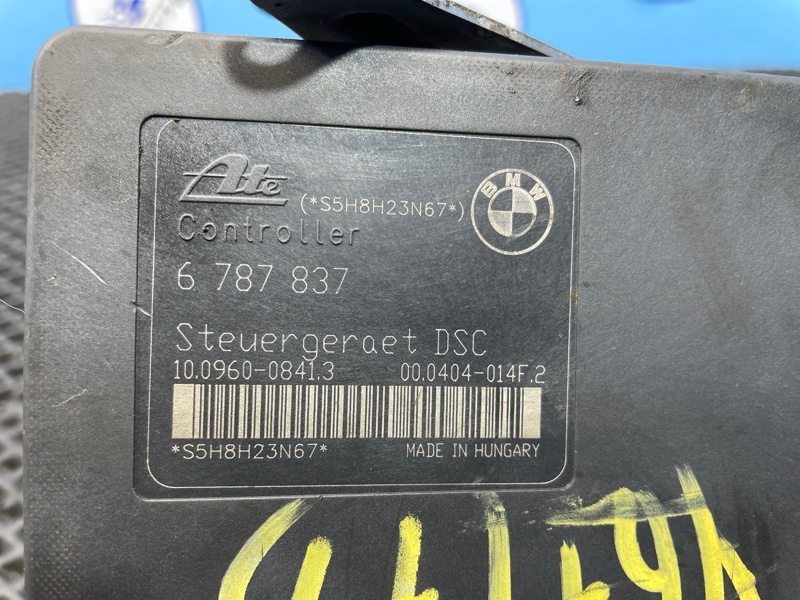 Ate
(*S5H8H23N67*)
BMW
Controller
6 787 837
Steuergeraet DSC
10.0960-0841.3 00.0404-014F.2
*S5H8H23N67*
MADE IN HUNGARY